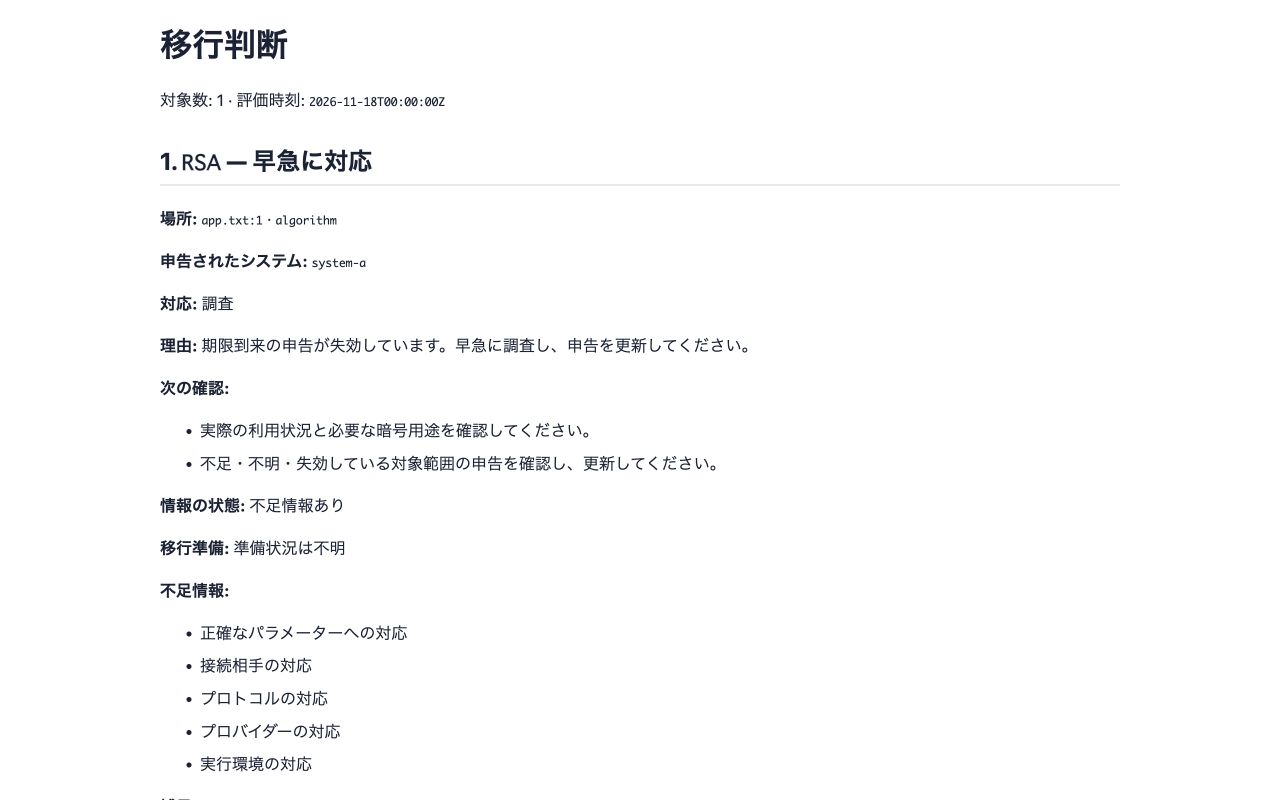 移行判断
対象数: 1 · 評価時刻: 2026-11-18T00:00:00Z
1. RSA — 早急に対応
場所: app.txt:1 · algorithm
申告されたシステム: system-a
対応: 調査
理由: 期限到来の申告が失効しています。早急に調査し、申告を更新してください。
次の確認:
• 実際の利用状況と必要な暗号用途を確認してください。
• 不足・不明・失効している対象範囲の申告を確認し、更新してください。
情報の状態: 不足情報あり
移行準備: 準備状況は不明
不足情報:
• 正確なパラメーターへの対応
• 接続相手の対応
• プロトコルの対応
• プロバイダーの対応
• 実行環境の対応